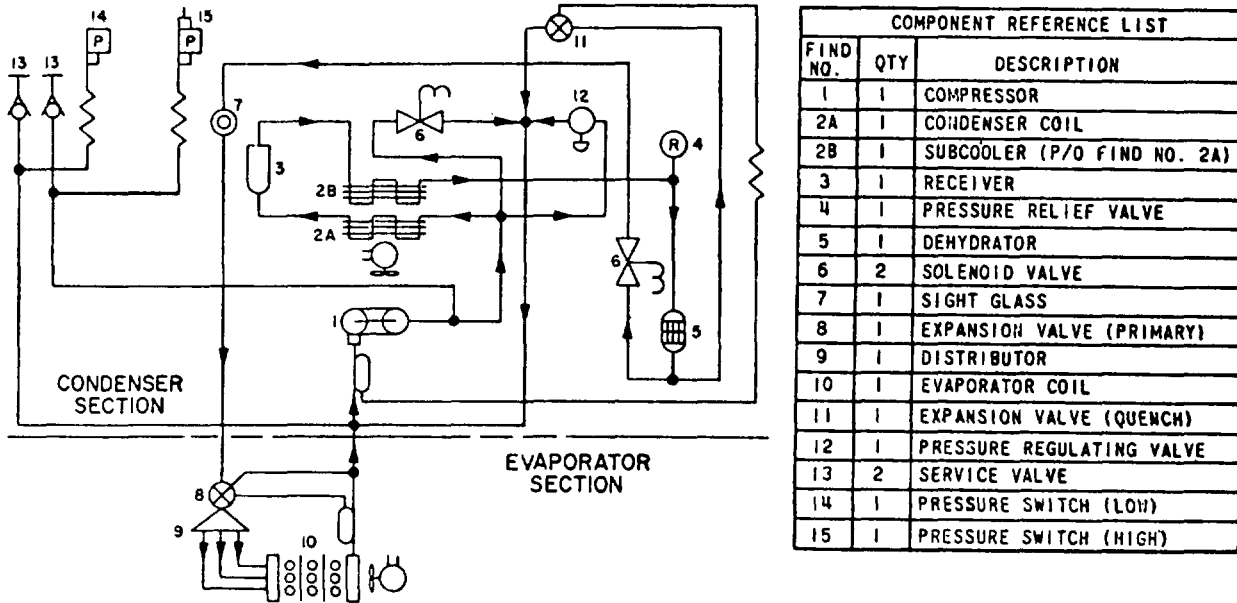 14
15
P
P
13
13
11
7
12
6
R
4
3
2B
2A
6
1
5
CONDENSER
SECTION
EVAPORATOR
SECTION
8
9
10
COMPONENT REFERENCE LIST
FIND NO. QTY DESCRIPTION
1 1 COMPRESSOR
2A 1 CONDENSER COIL
2B 1 SUBCOOLER (P/O FIND NO. 2A)
3 1 RECEIVER
4 1 PRESSURE RELIEF VALVE
5 1 DEHYDRATOR
6 2 SOLENOID VALVE
7 1 SIGHT GLASS
8 1 EXPANSION VALVE (PRIMARY)
9 1 DISTRIBUTOR
10 1 EVAPORATOR COIL
11 1 EXPANSION VALVE (QUENCH)
12 1 PRESSURE REGULATING VALVE
13 2 SERVICE VALVE
14 1 PRESSURE SWITCH (LOW)
15 1 PRESSURE SWITCH (HIGH)